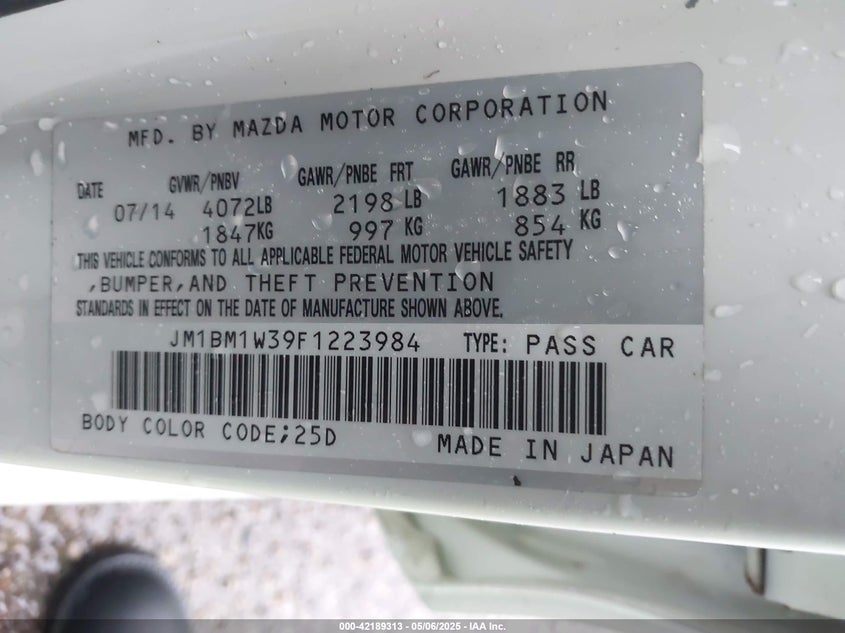 MFD. BY MAZDA MOTOR CORPORATION
DATE GVWR/PNBV GAWR/PNBE FRT GAWR/PNBE RR
07/14 4072LB 2198 LB 1883 LB
1847KG 997 KG 854 KG
THIS VEHICLE CONFORMS TO ALL APPLICABLE FEDERAL MOTOR VEHICLE SAFETY
,BUMPER,AND THEFT PREVENTION
STANDARDS IN EFFECT ON THE DATE OF MANUFACTURE SHOWN ABOVE.
JM1BM1W39F1223984 TYPE: PASS CAR
BODY COLOR CODE;25D MADE IN JAPAN
000-42189313 - 05/06/2025 - IAA Inc.